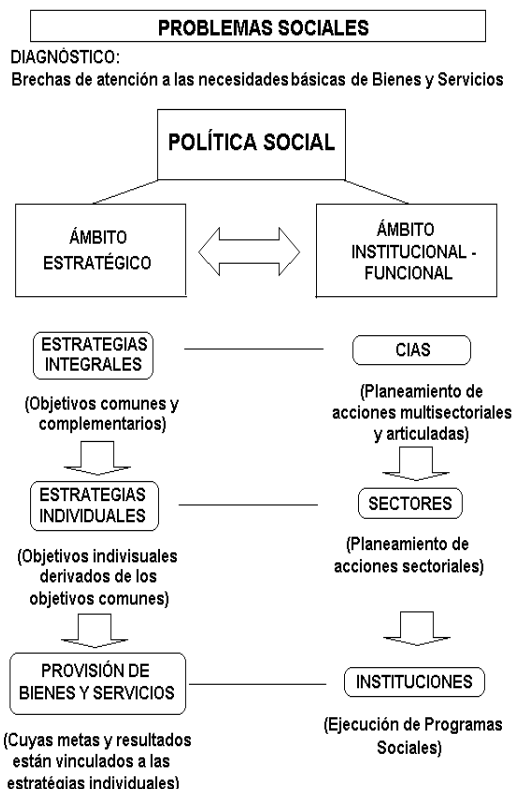 PROBLEMAS SOCIALES
DIAGNÓSTICO:
Brechas de atención a las necesidades básicas de Bienes y Servicios
POLÍTICA SOCIAL
ÁMBITO
ESTRATÉGICO
ÁMBITO
INSTITUCIONAL -
FUNCIONAL
ESTRATEGIAS
INTEGRALES
CIAS
(Objetivos comunes y
complementarios)
(Planeamiento de
acciones multisectoriales
y articuladas)
ESTRATEGIAS
INDIVIDUALES
SECTORES
(Objetivos indivisuales
derivados de los
objetivos comunes)
(Planeamiento de
acciones sectoriales)
PROVISIÓN DE
BIENES Y SERVICIOS
INSTITUCIONES
(Cuyas metas y resultados
están vinculados a las
estratégias individuales)
(Ejecución de Programas
Sociales)